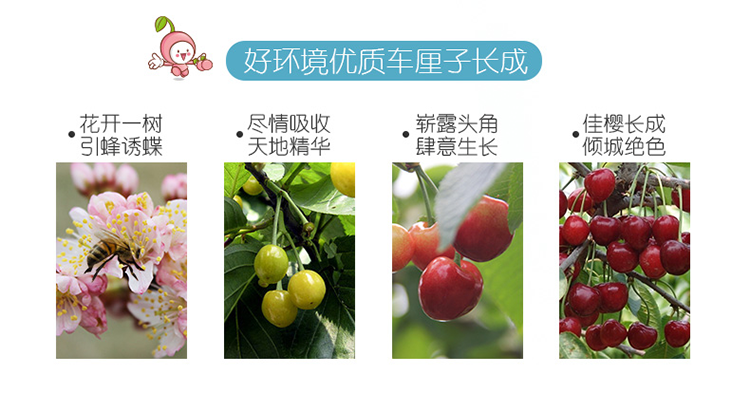 好环境优质车厘子长成
花开一树
引蜂诱蝶
尽情吸收
天地精华
崭露头角
肆意生长
佳樱长成
倾城绝色